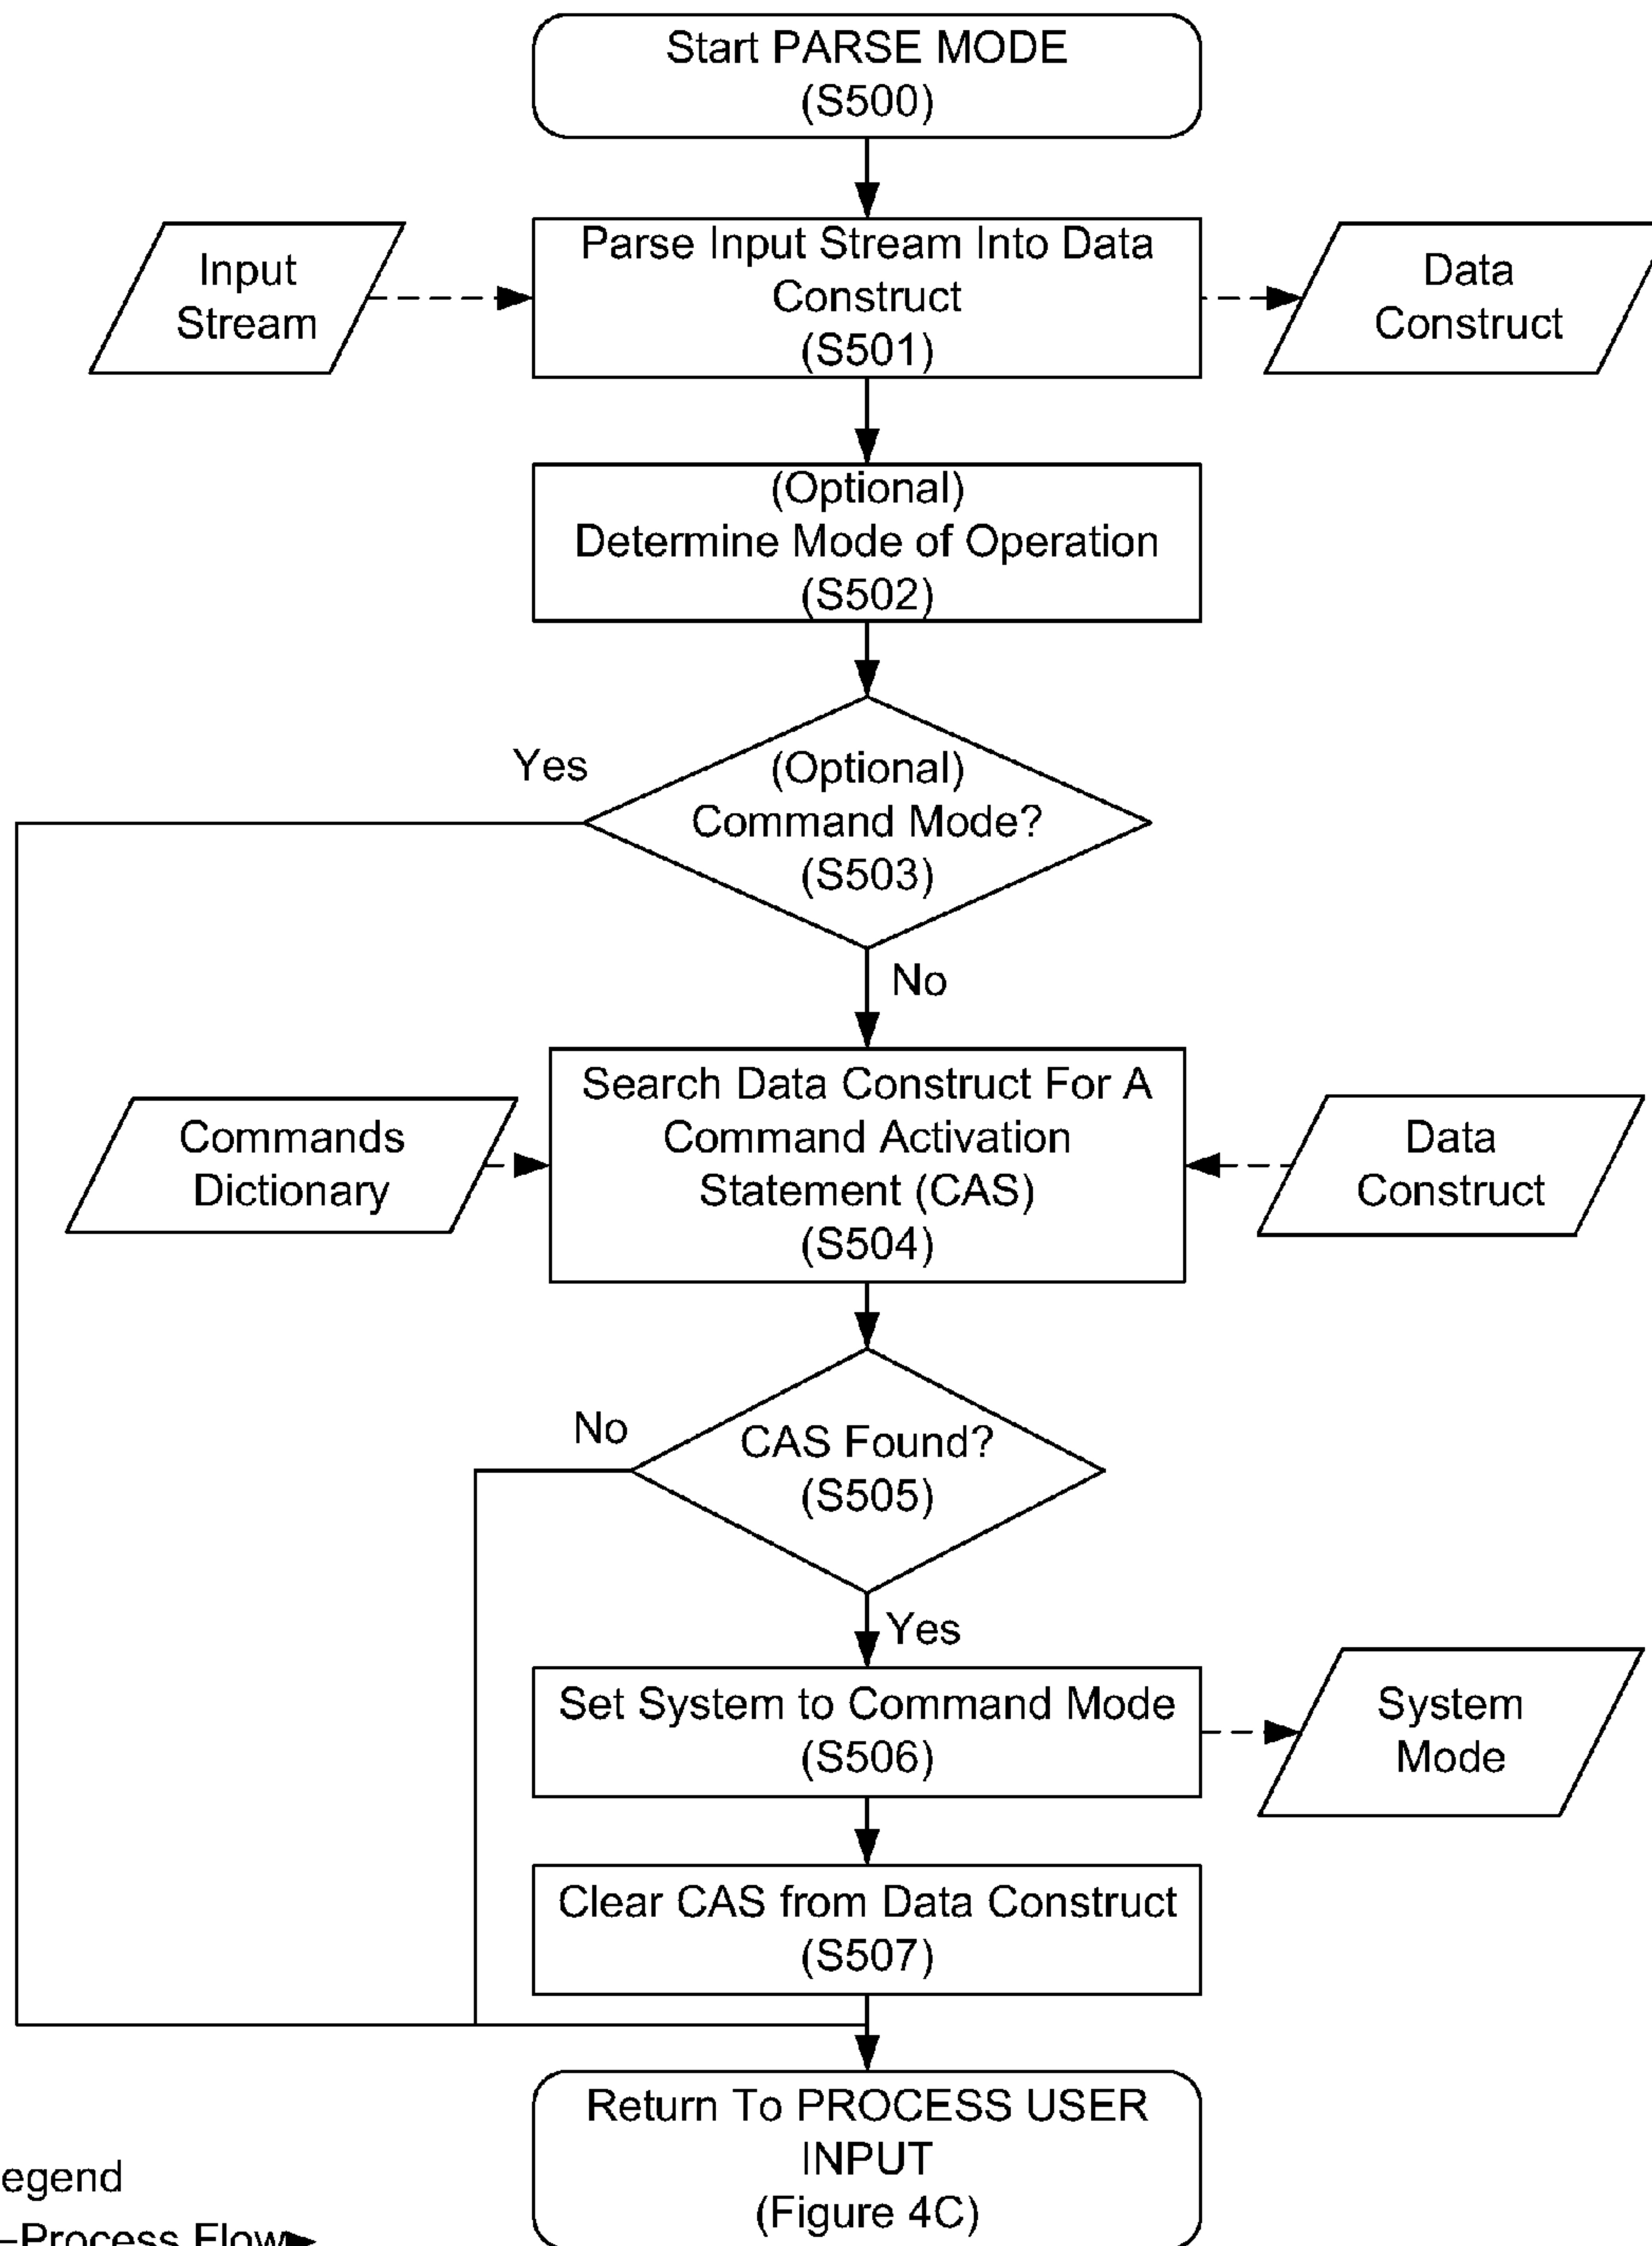 Start PARSE MODE
(S500)
Input
Stream
Parse Input Stream Into Data
Construct
(S501)
Data
Construct
(Optional)
Determine Mode of Operation
(S502)
Yes
(Optional)
Command Mode?
(S503)
No
Commands
Dictionary
Search Data Construct For A
Command Activation
Statement (CAS)
(S504)
Data
Construct
No
CAS Found?
(S505)
Yes
Set System to Command Mode
(S506)
System
Mode
Clear CAS from Data Construct
(S507)
Return To PROCESS USER
INPUT
(Figure 4C)
egend
Process Flow